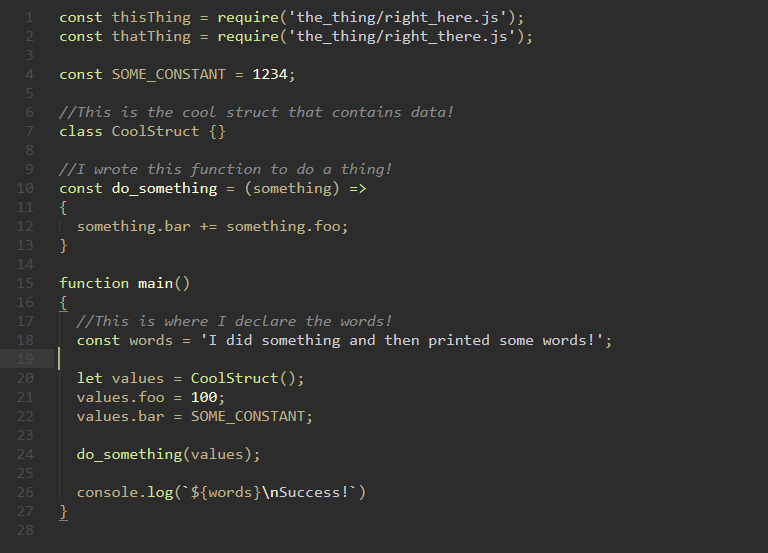 1 const thisThing = require('the_thing/right_here.js');
2 const thatThing = require('the_thing/right_there.js');
3
4 const SOME_CONSTANT = 1234;
5
6 //This is the cool struct that contains data!
7 class CoolStruct {}
8
9 //I wrote this function to do a thing!
10 const do_something = (something) =>
11 {
12   something.bar += something.foo;
13 }
14
15 function main()
16 {
17   //This is where I declare the words!
18   const words = 'I did something and then printed some words!';
19
20   let values = CoolStruct();
21   values.foo = 100;
22   values.bar = SOME_CONSTANT;
23
24   do_something(values);
25
26   console.log(`${words}\nSuccess!`)
27 }
28